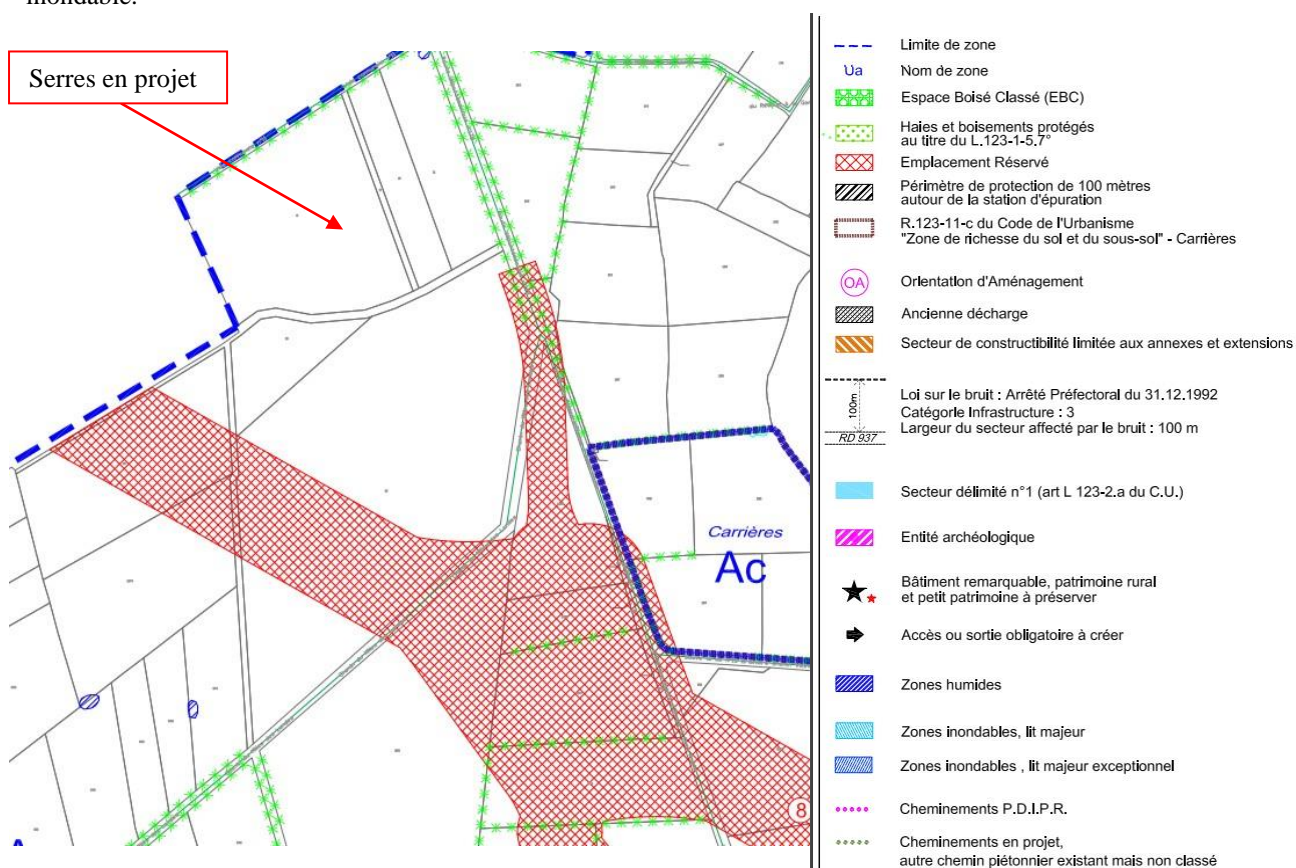 inondable.
Serres en projet
Carrières
Ac
8
A
Limite de zone
Ua
Nom de zone
Espace Boisé Classé (EBC)
Haies et boisements protégés
au titre du L.123-1-5.7°
Emplacement Réservé
Périmètre de protection de 100 mètres
autour de la station d'épuration
R.123-11-c du Code de l'Urbanisme
"Zone de richesse du sol et du sous-sol" - Carrières
OA
Orientation d'Aménagement
Ancienne décharge
Secteur de constructibilité limitée aux annexes et extensions
100m
RD 937
Loi sur le bruit : Arrêté Préfectoral du 31.12.1992
Catégorie Infrastructure : 3
Largeur du secteur affecté par le bruit : 100 m
Secteur délimité n°1 (art L 123-2.a du C.U.)
Entité archéologique
Bâtiment remarquable, patrimoine rural
et petit patrimoine à préserver
Accès ou sortie obligatoire à créer
Zones humides
Zones inondables, lit majeur
Zones inondables , lit majeur exceptionnel
Cheminements P.D.I.P.R.
Cheminements en projet,
autre chemin piétonnier existant mais non classé